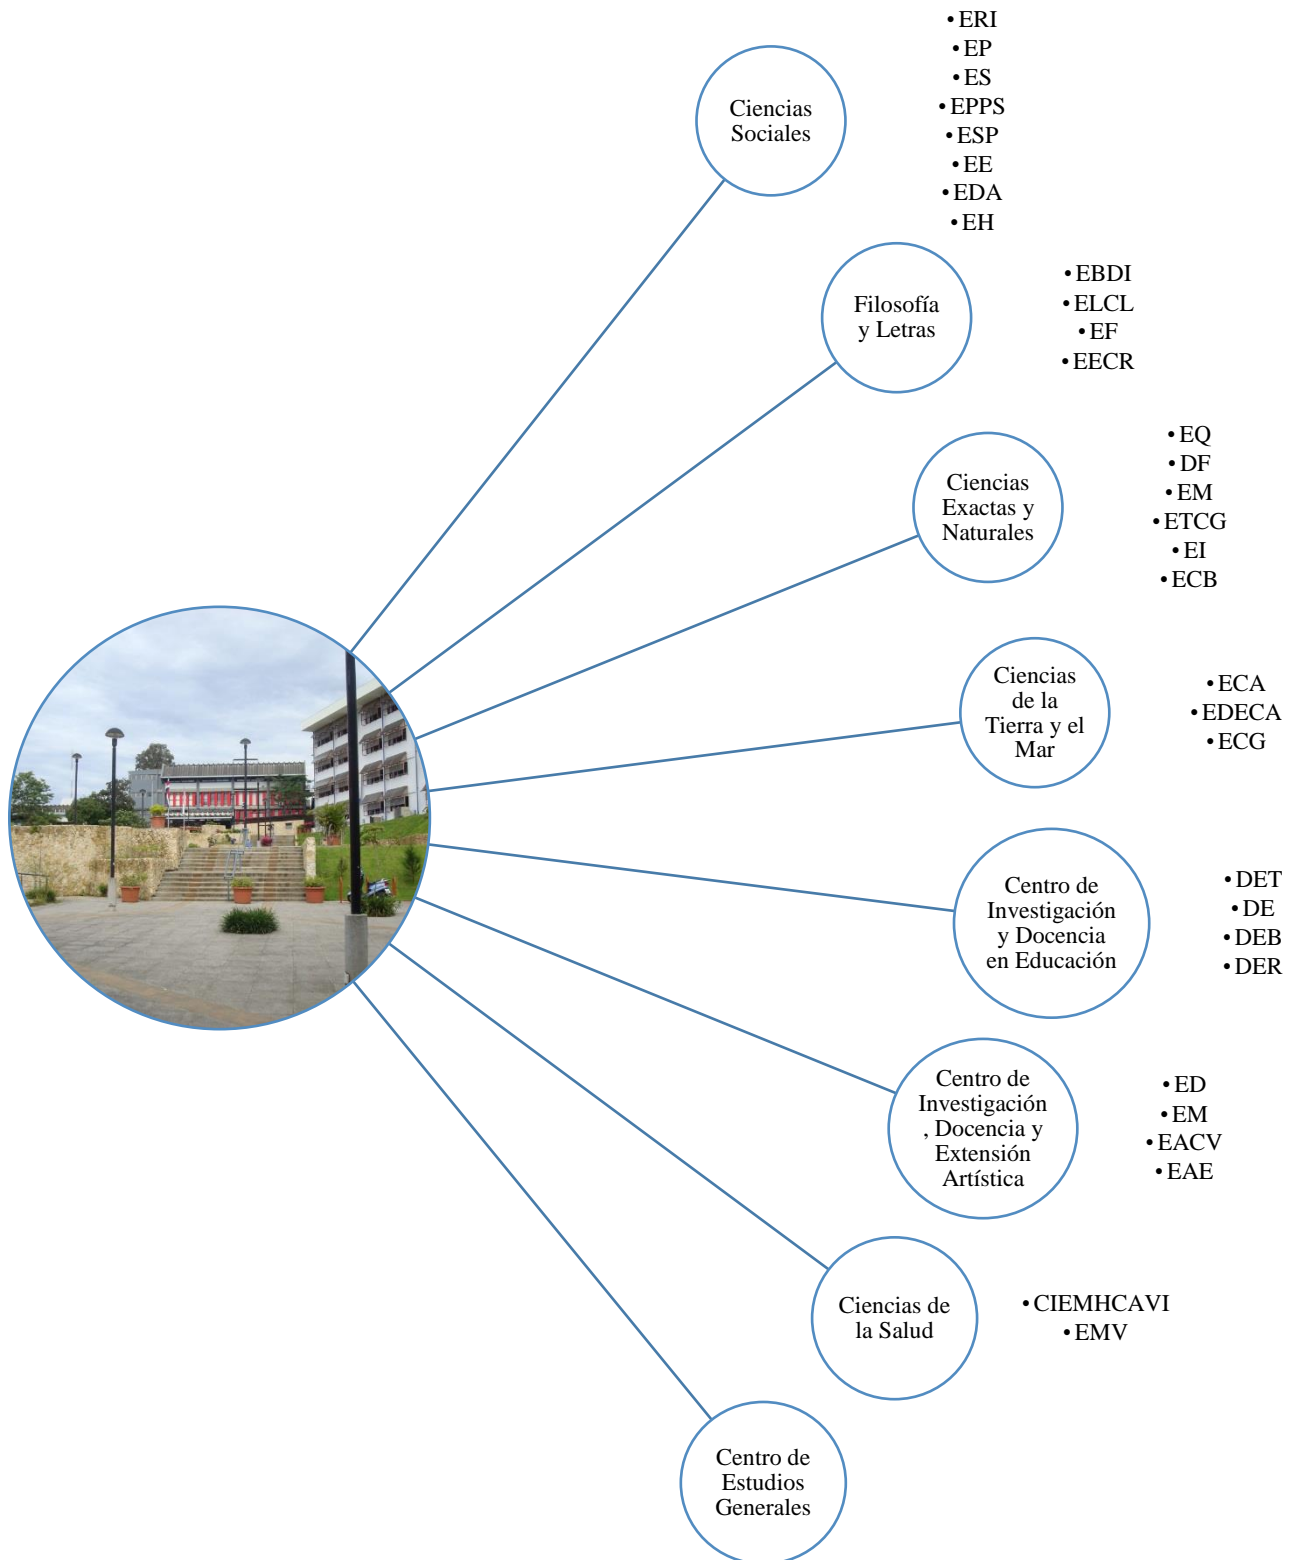 Ciencias
Sociales
• ERI
• EP
• ES
• EPPS
• ESP
• EE
• EDA
• EH
Filosofía
y Letras
• EBDI
• ELCL
• EF
• EECR
Ciencias
Exactas y
Naturales
• EQ
• DF
• EM
• ETCG
• EI
• ECB
Ciencias
de la
Tierra y el
Mar
• ECA
• EDECA
• ECG
Centro de
Investigación
y Docencia
en Educación
• DET
• DE
• DEB
• DER
Centro de
Investigación
, Docencia y
Extensión
Artística
• ED
• EM
• EACV
• EAE
Ciencias de
la Salud
• CIEMHCAVI
• EMV
Centro de
Estudios
Generales